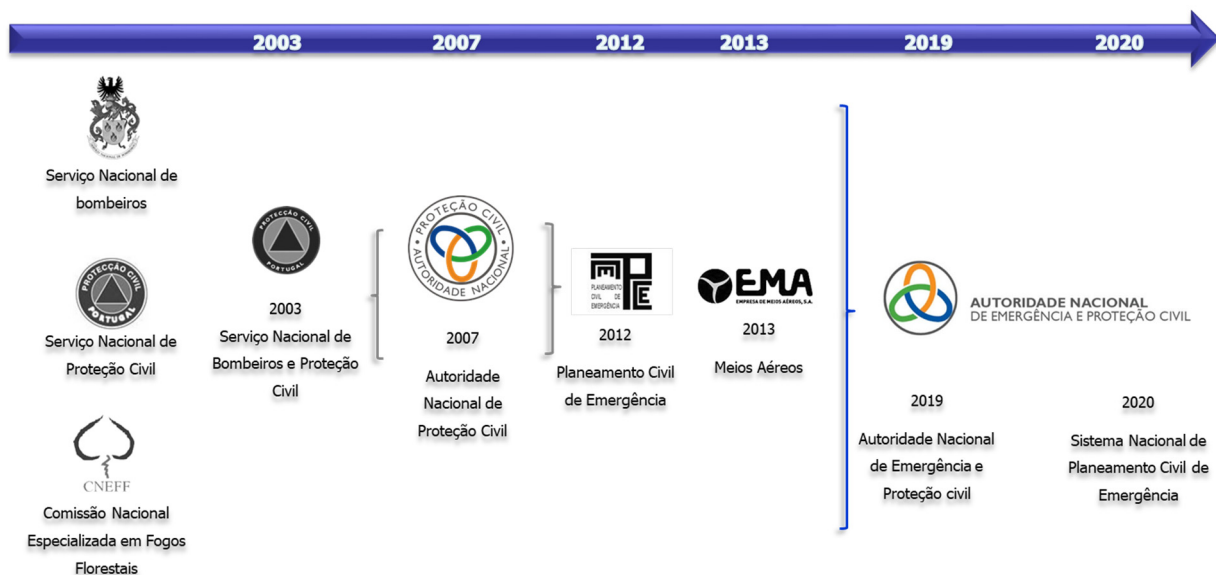 2003
2007
2012
2013
2019
2020
Serviço Nacional de
bombeiros
PROTECÇÃO CIVIL
PORTUGAL
Serviço Nacional de
Proteção Civil
CNEFF
Comissão Nacional
Especializada em Fogos
Florestais
PROTECÇÃO CIVIL
PORTUGAL
2003
Serviço Nacional de
Bombeiros e Proteção
Civil
PROTEÇÃO CIVIL
AUTORIDADE NACIONAL
2007
Autoridade
Nacional de
Proteção Civil
PLANEAMENTO
CIVIL DE
EMERGÊNCIA
2012
Planeamento Civil
de Emergência
EMA
EMPRESA DE MEIOS AÉREOS, S.A.
2013
Meios Aéreos
AUTORIDADE NACIONAL
DE EMERGÊNCIA E PROTEÇÃO CIVIL
2019
Autoridade Nacional
de Emergência e
Proteção civil
2020
Sistema Nacional de
Planeamento Civil de
Emergência